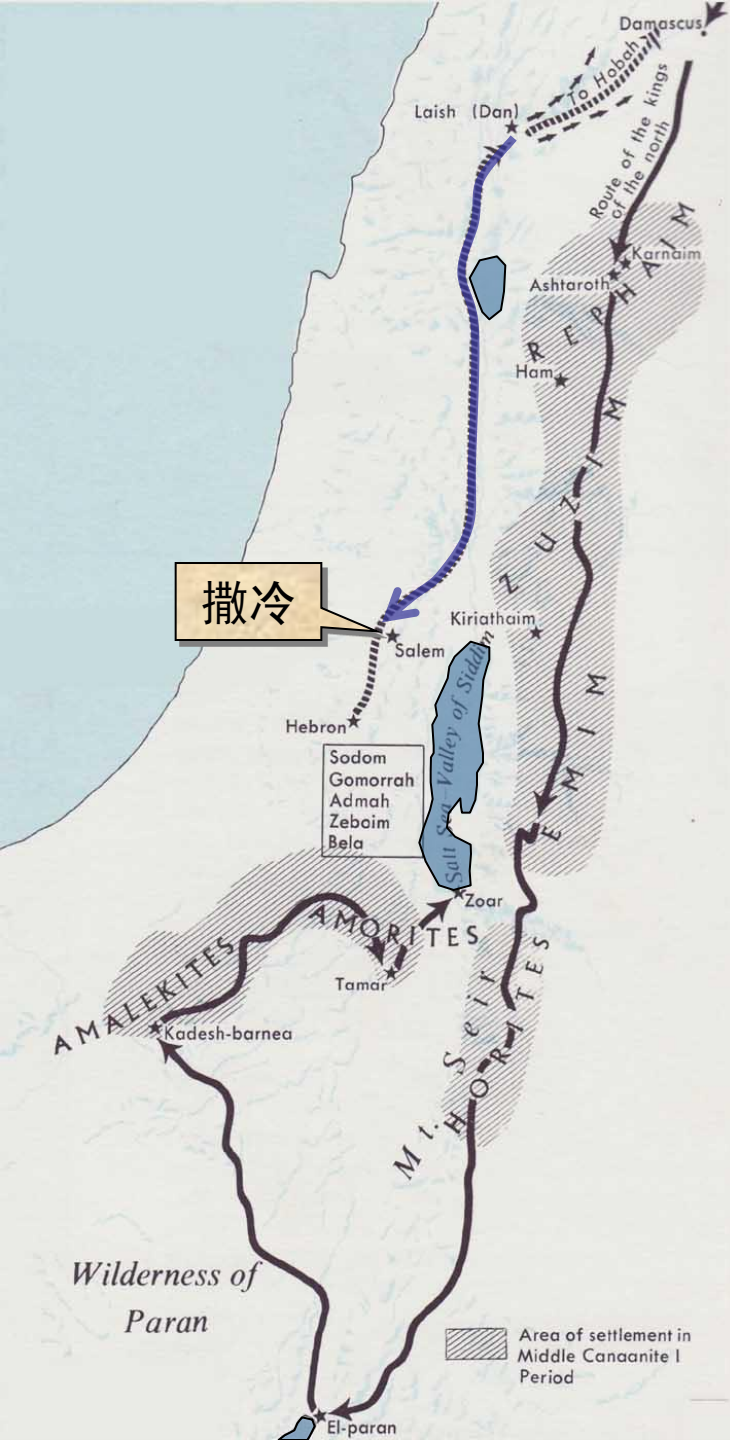 Damascus
To Hobah
Laish (Dan)
Route of the kings
of the north
Karnaim
Ashtaroth
REPHAIM
Ham
ZUZIM
撒冷
Kiriathaim
Salem
Hebron
Sodom
Gomorrah
Admah
Zeboim
Bela
Salt Sea-Valley of Siddim
EMIM
Zoar
AMORITES
Tamar
AMALEKITES
Kadesh-barnea
Mt. Seir
HORITES
Wilderness of
Paran
Area of settlement in
Middle Canaanite I
Period
El-paran